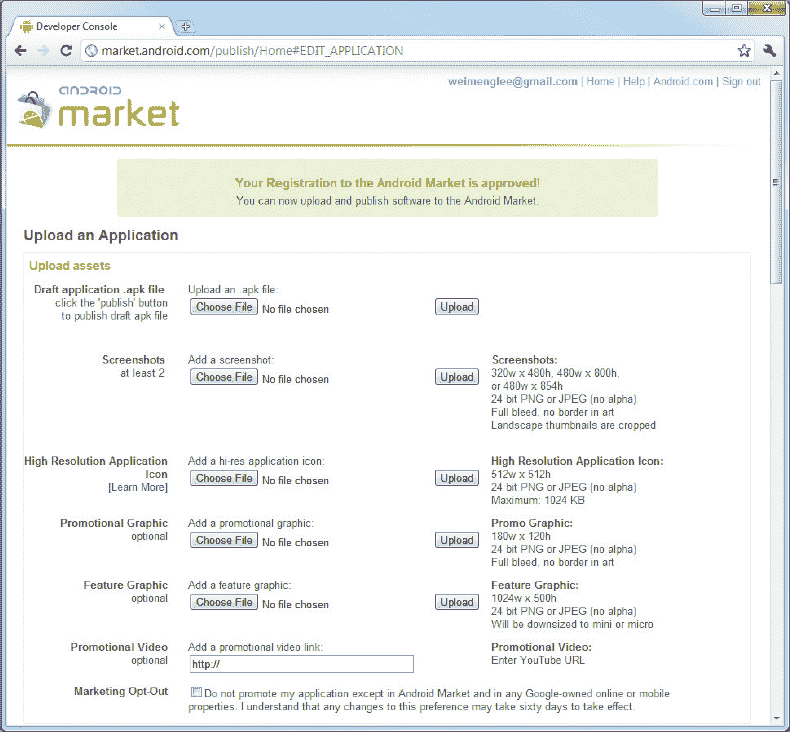 Developer Console
market.android.com/publish/Home#EDIT_APPLICATION
weimenglee@gmail.com | Home | Help | Android.com | Sign out
ANDROID
market
Your Registration to the Android Market is approved!
You can now upload and publish software to the Android Market.
Upload an Application
Upload assets
Draft application .apk file
click the 'publish' button
to publish draft apk file
Upload an .apk file:
Choose File No file chosen
Upload
Screenshots
at least 2
Add a screenshot:
Choose File No file chosen
Upload
Screenshots:
320w x 480h, 480w x 800h,
or 480w x 854h
24 bit PNG or JPEG (no alpha)
Full bleed, no border in art
Landscape thumbnails are cropped
High Resolution Application
Icon
[Learn More]
Add a hi-res application icon:
Choose File No file chosen
Upload
High Resolution Application Icon:
512w x 512h
24 bit PNG or JPEG (no alpha)
Maximum: 1024 KB
Promotional Graphic
optional
Add a promotional graphic:
Choose File No file chosen
Upload
Promo Graphic:
180w x 120h
24 bit PNG or JPEG (no alpha)
Full bleed, no border in art
Feature Graphic
optional
Add a feature graphic:
Choose File No file chosen
Upload
Feature Graphic:
1024w x 500h
24 bit PNG or JPEG (no alpha)
Will be downsized to mini or micro
Promotional Video
optional
Add a promotional video link:
http://
Promotional Video:
Enter YouTube URL
Marketing Opt-Out
Do not promote my application except in Android Market and in any Google-owned online or mobile
properties. I understand that any changes to this preference may take sixty days to take effect.